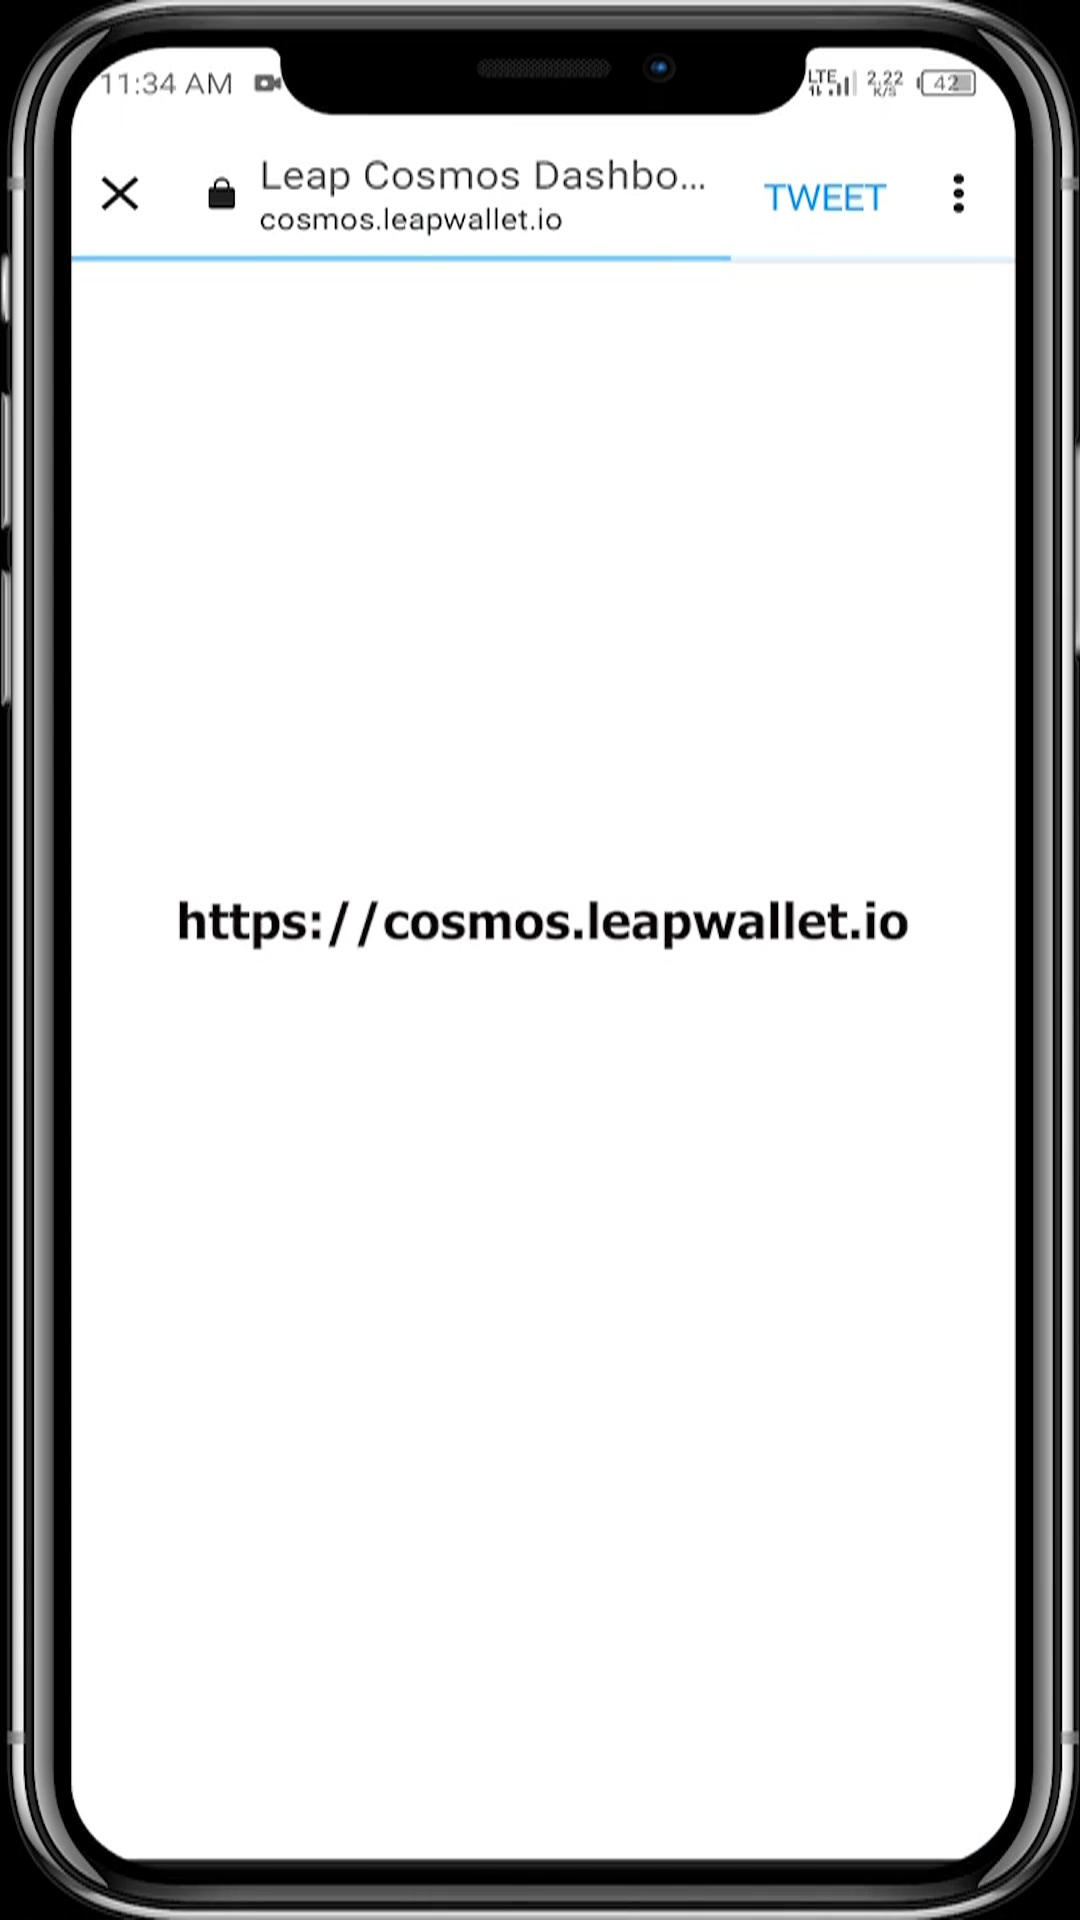 11:34 AM
LTE
2.22
K/S
42
Leap Cosmos Dashbo...
cosmos.leapwallet.io
TWEET
https://cosmos.leapwallet.io